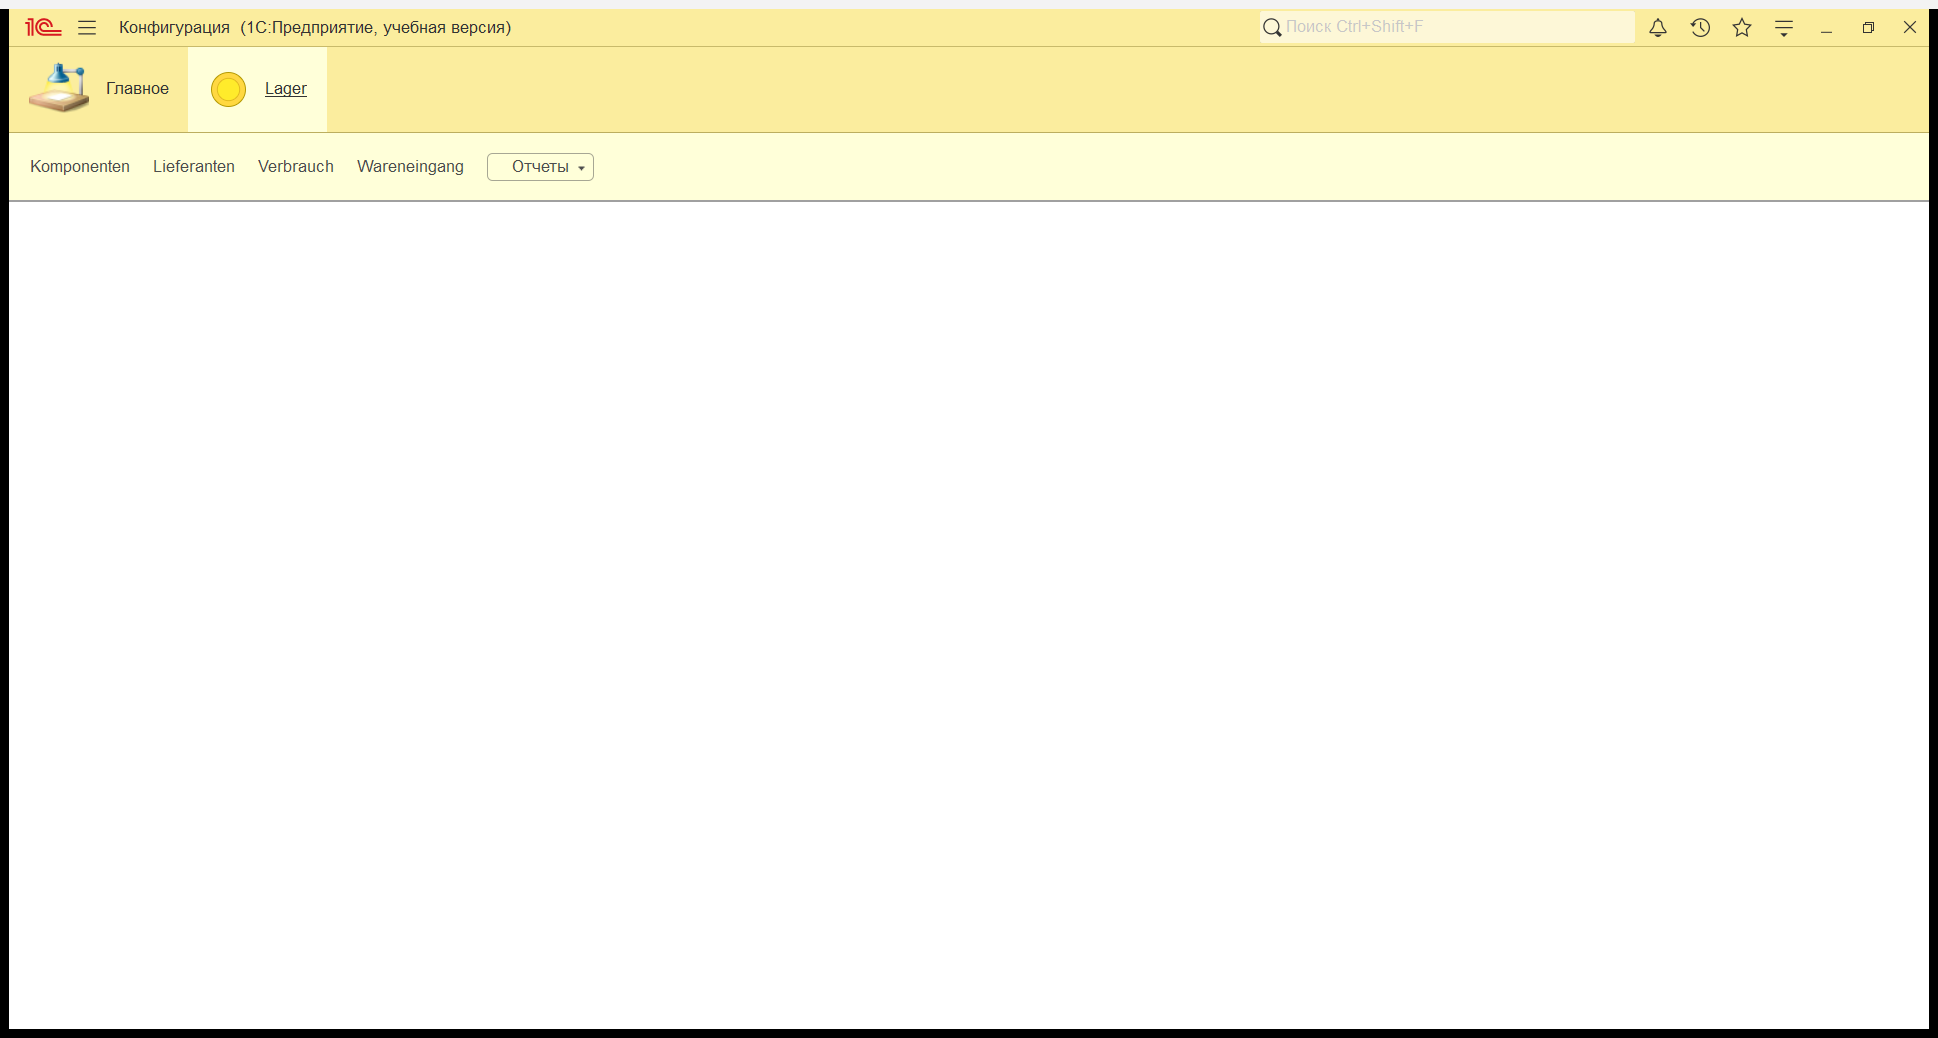 1С Конфигурация (1С:Предприятие, учебная версия) Поиск Ctrl+Shift+F
Главное Lager
Komponenten Lieferanten Verbrauch Wareneingang Отчеты